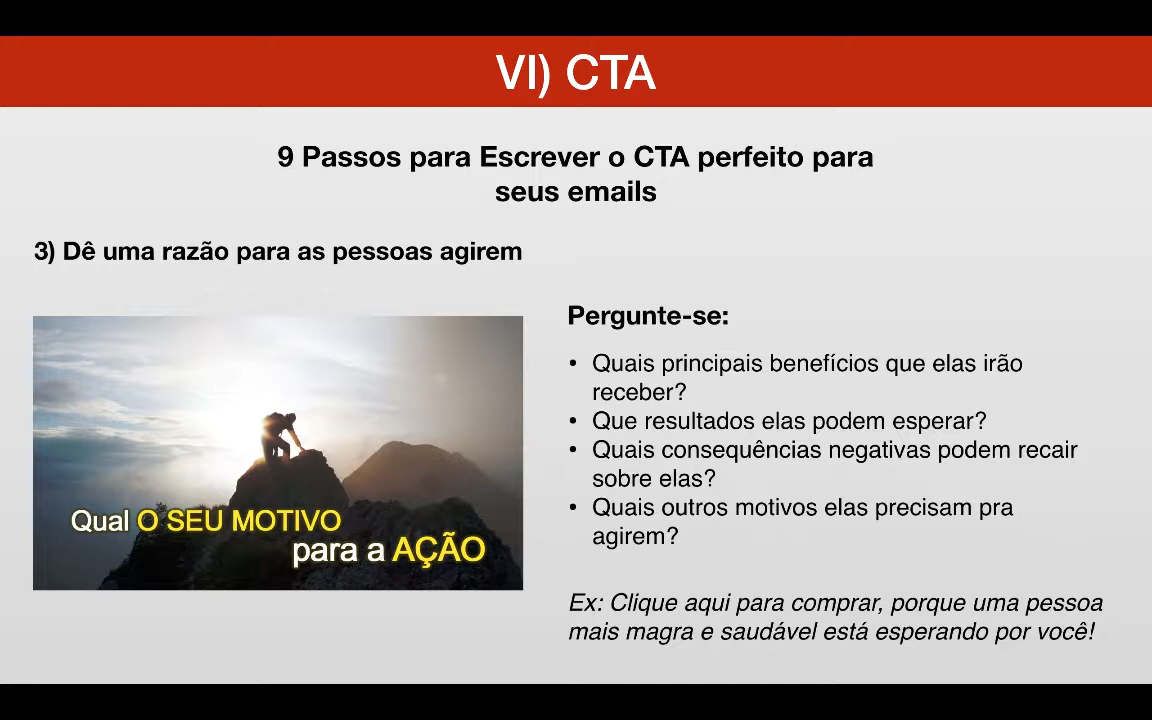 VI) CTA
9 Passos para Escrever o CTA perfeito para
seus emails
3) Dê uma razão para as pessoas agirem
Qual O SEU MOTIVO
para a AÇÃO
Pergunte-se:
• Quais principais benefícios que elas irão
receber?
• Que resultados elas podem esperar?
• Quais consequências negativas podem recair
sobre elas?
• Quais outros motivos elas precisam pra
agirem?
Ex: Clique aqui para comprar, porque uma pessoa
mais magra e saudável está esperando por você!